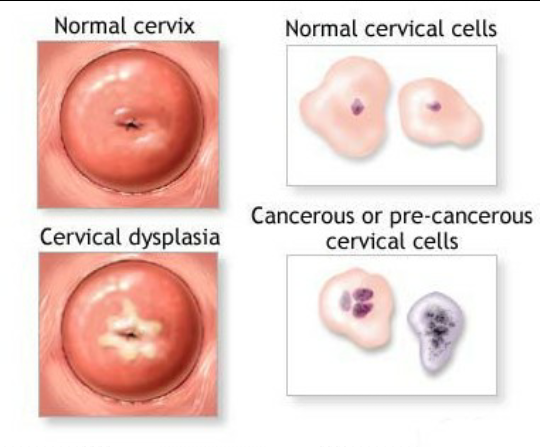 Normal cervix
Normal cervical cells
Cervical dysplasia
Cancerous or pre-cancerous
cervical cells